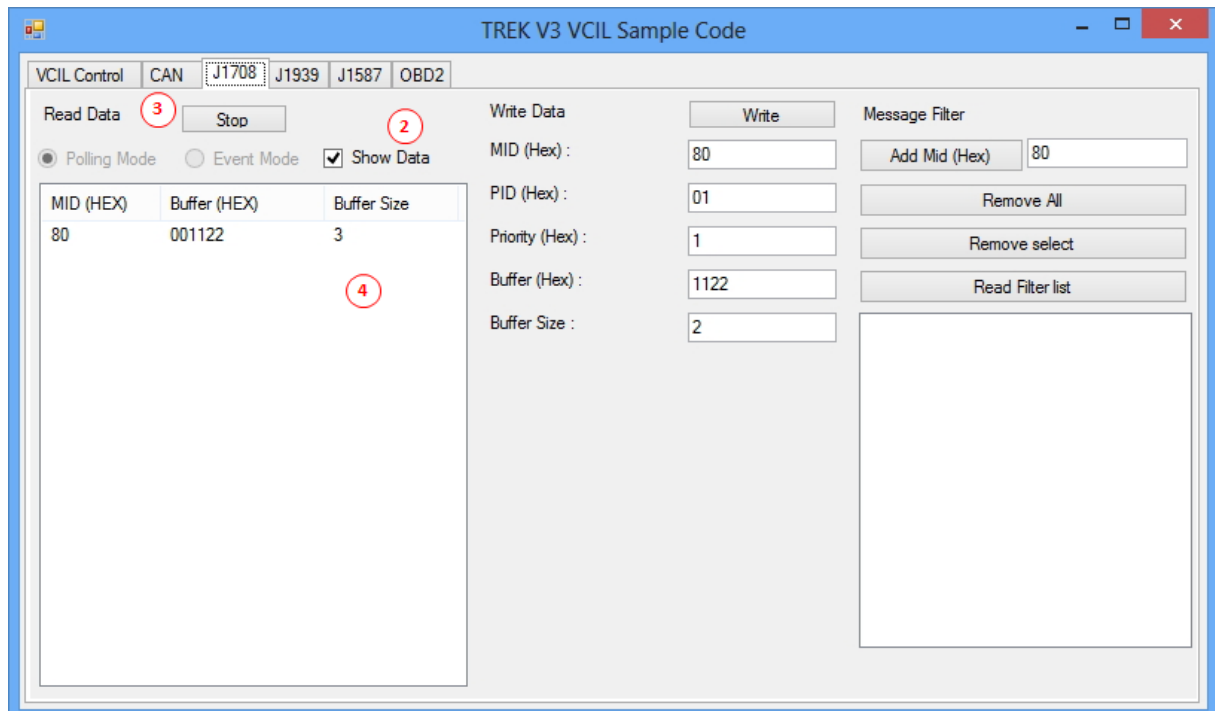 TREK V3 VCIL Sample Code
VCIL Control CAN J1708 J1939 J1587 OBD2
Read Data 3 Stop
2
Polling Mode Event Mode Show Data
MID (HEX) Buffer (HEX) Buffer Size
80 001122 3
4
Write Data Write
MID (Hex) : 80
PID (Hex) : 01
Priority (Hex) : 1
Buffer (Hex) : 1122
Buffer Size : 2
Message Filter
Add Mid (Hex) 80
Remove All
Remove select
Read Filter list